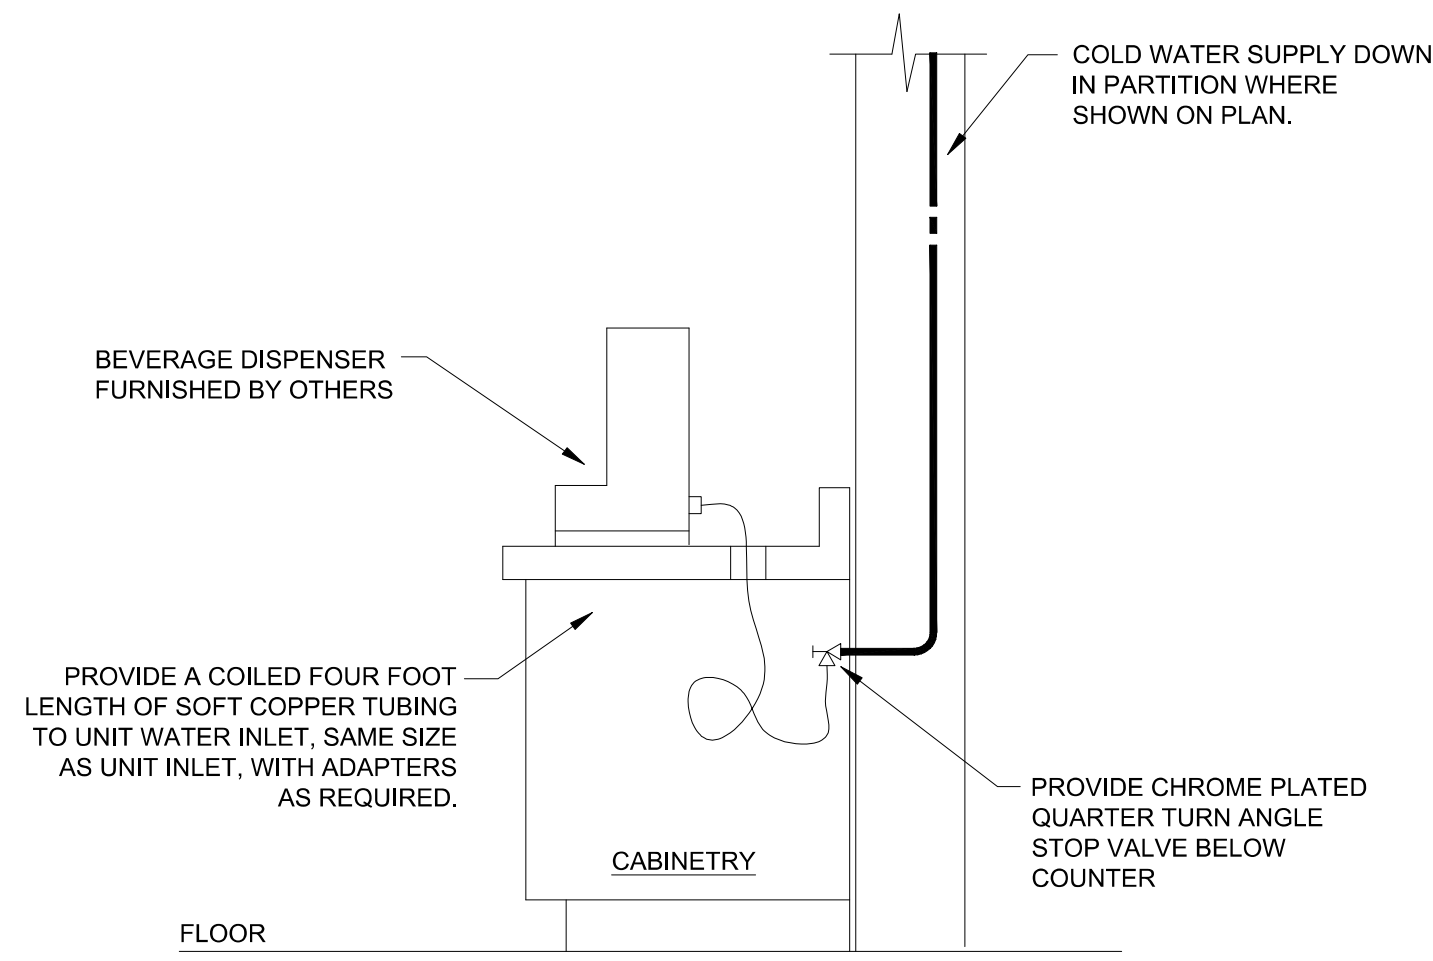 COLD WATER SUPPLY DOWN
IN PARTITION WHERE
SHOWN ON PLAN.
BEVERAGE DISPENSER
FURNISHED BY OTHERS
PROVIDE A COILED FOUR FOOT
LENGTH OF SOFT COPPER TUBING
TO UNIT WATER INLET, SAME SIZE
AS UNIT INLET, WITH ADAPTERS
AS REQUIRED.
PROVIDE CHROME PLATED
QUARTER TURN ANGLE
STOP VALVE BELOW
COUNTER
CABINETRY
FLOOR